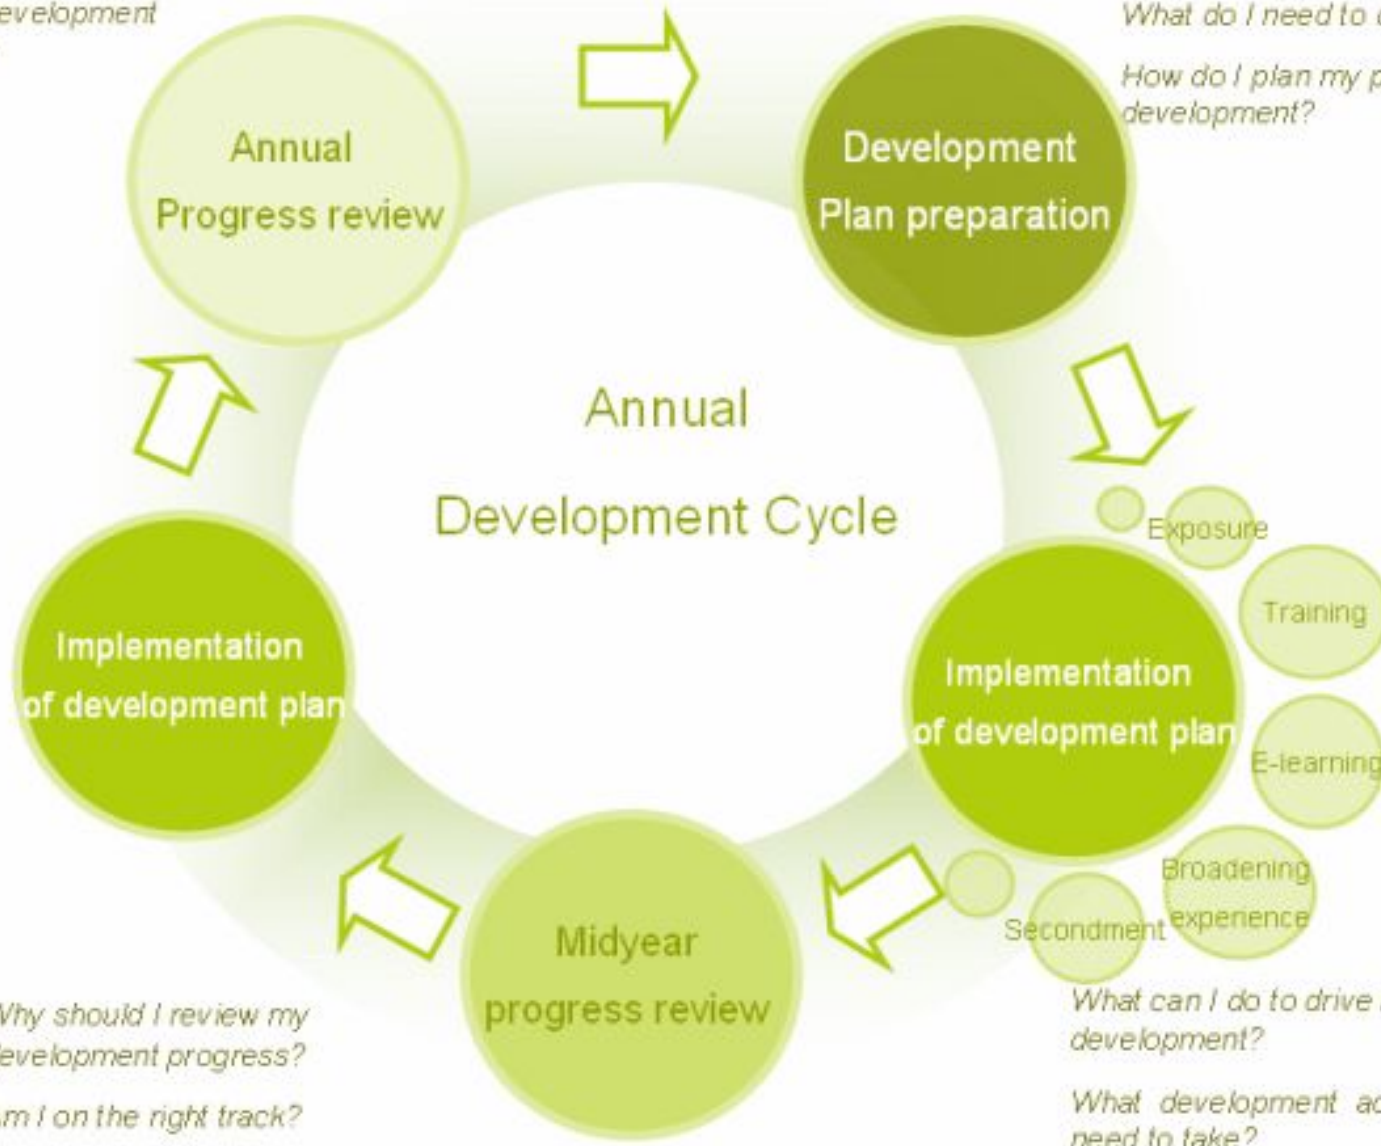 evelopment
What do I need to
How do I plan my
development?
Annual
Progress review
Development
Plan preparation
Annual
Development Cycle
Exposure
Training
E-learning
Broadening
experience
Secondment
Implementation
of development plan
Implementation
of development plan
Midyear
progress review
Why should I review my
development progress?
Am I on the right track?
What can I do to drive
development?
What development
need to take?